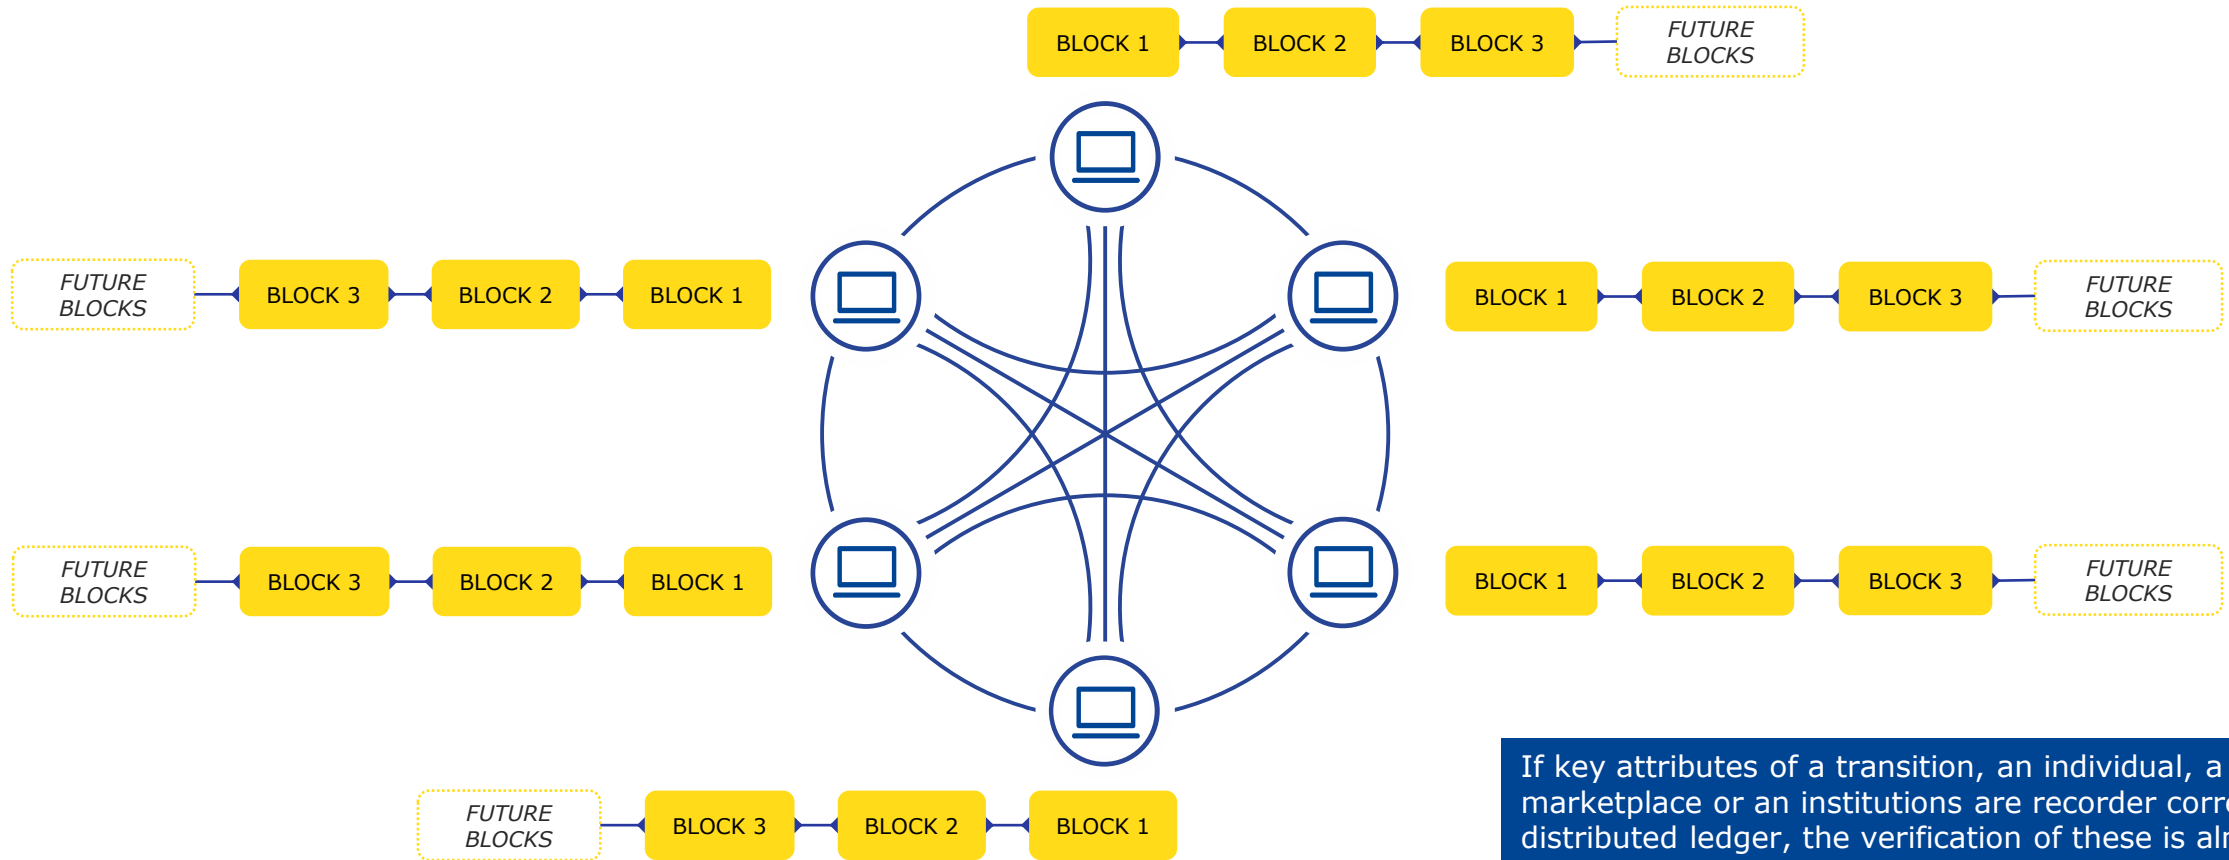 BLOCK 1 BLOCK 2 BLOCK 3 FUTURE
BLOCKS
FUTURE
BLOCKS BLOCK 3 BLOCK 2 BLOCK 1
BLOCK 1 BLOCK 2 BLOCK 3 FUTURE
BLOCKS
FUTURE
BLOCKS BLOCK 3 BLOCK 2 BLOCK 1
BLOCK 1 BLOCK 2 BLOCK 3 FUTURE
BLOCKS
FUTURE
BLOCKS BLOCK 3 BLOCK 2 BLOCK 1
If key attributes of a transition, an individual, a
marketplace or an institutions are recorder
distributed ledger, the verification of these is